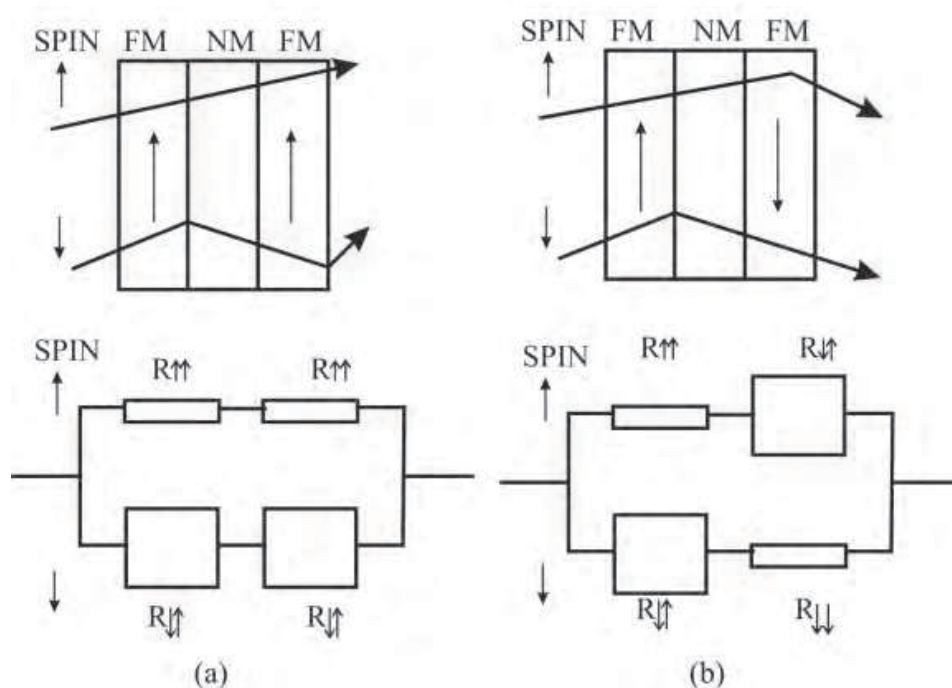 SPIN FM NM FM
SPIN
R⇈ R⇈
R⇵ R⇵
(a)
SPIN FM NM FM
SPIN
R⇈ R⇵
R⇵ R⇊
(b)